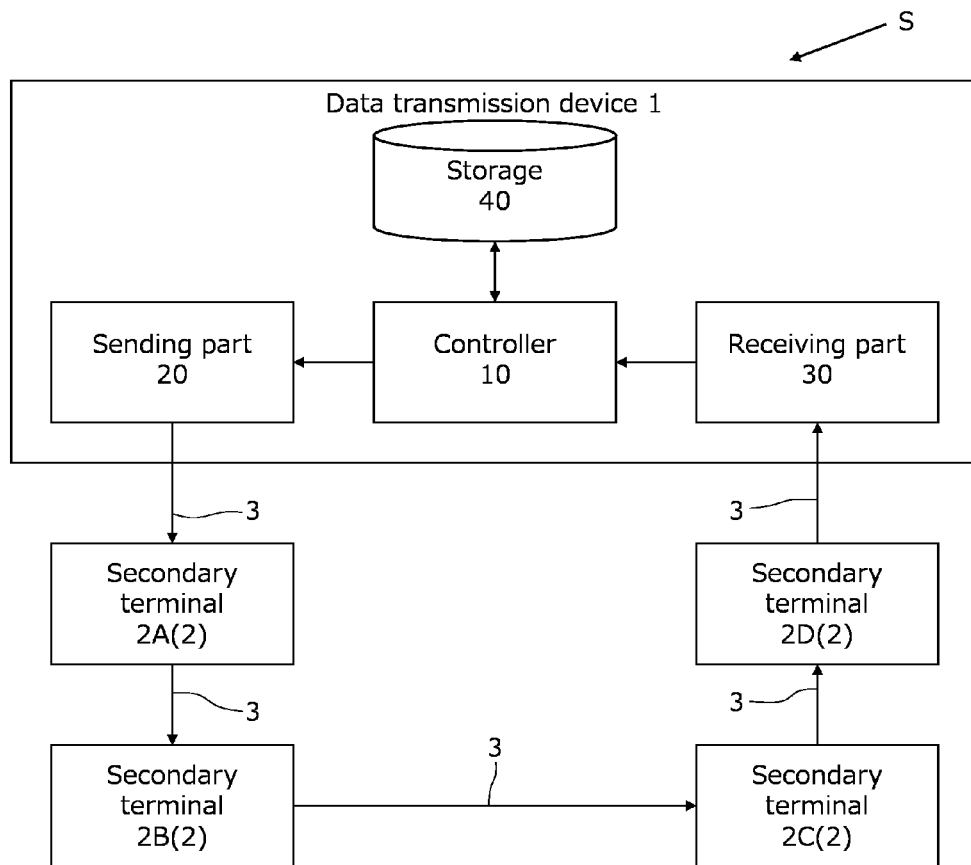 S
Data transmission device 1
Storage
40
Sending part
20
Controller
10
Receiving part
30
3
3
Secondary
terminal
2A(2)
Secondary
terminal
2D(2)
3
3
3
Secondary
terminal
2B(2)
Secondary
terminal
2C(2)